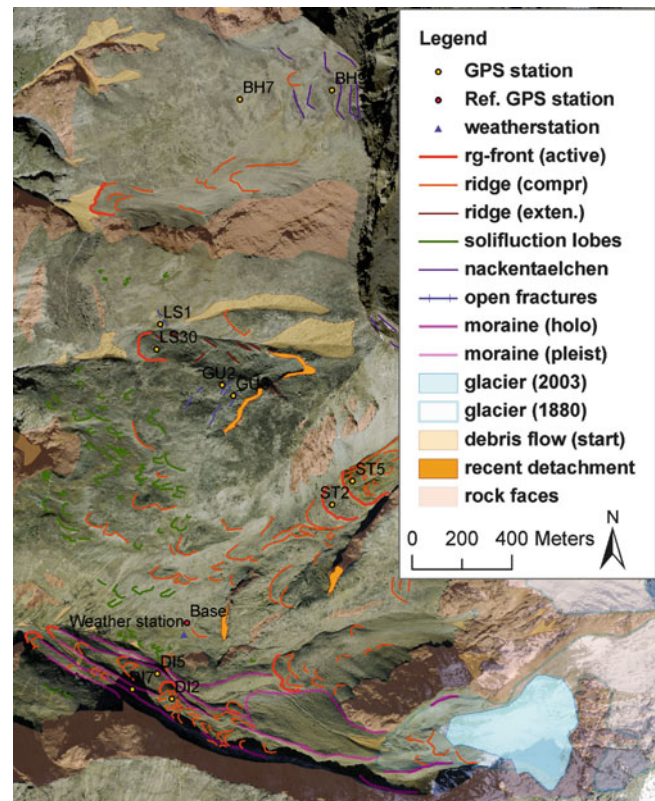 Legend
GPS station
Ref. GPS station
weatherstation
rg-front (active)
ridge (compr)
ridge (exten.)
solifluction lobes
nackentaelchen
open fractures
moraine (holo)
moraine (pleist)
glacier (2003)
glacier (1880)
debris flow (start)
recent detachment
rock faces
N
0 200 400 Meters
BH7
BH9
LS1
LS30
GU2
ST5
ST2
Base
Weather station
DI5
DI7
DI2